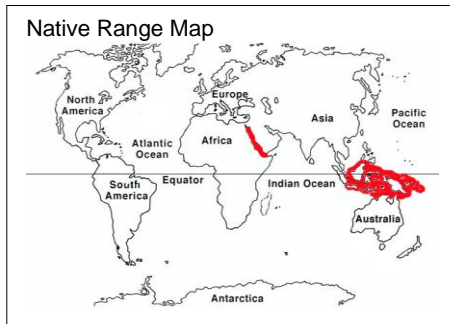 Native Range Map
North
America
Europe
Asia
Pacific
Ocean
Atlantic
Ocean
Africa
Equator
Indian Ocean
South
America
Australia
Antarctica